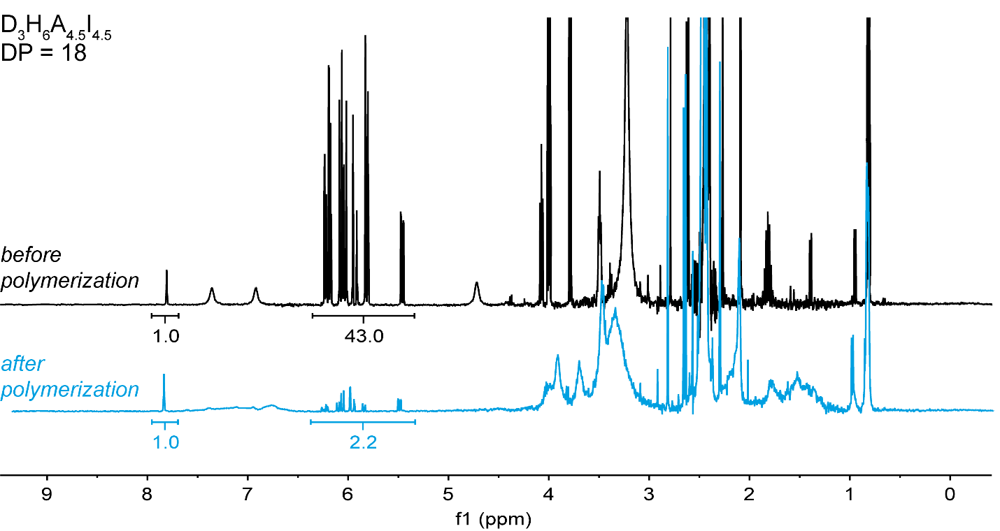 D₃H₆A₄.₅I₄.₅
DP = 18
before
polymerization
1.0
43.0
after
polymerization
1.0
2.2
9 8 7 6 5 4 3 2 1 0
f1 (ppm)